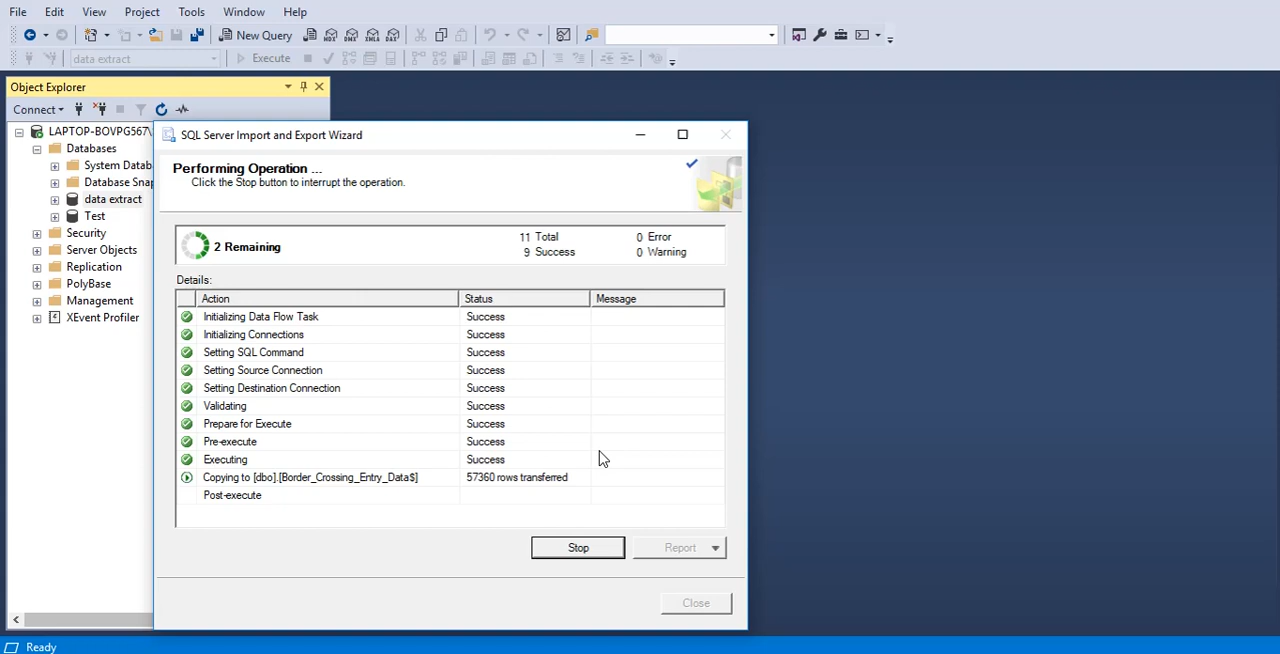 File Edit View Project Tools Window Help
New Query
data extract Execute
Object Explorer
Connect
LAPTOP-BOVPG567\
Databases
System Datab
Database Snap
data extract
Test
Security
Server Objects
Replication
PolyBase
Management
XEvent Profiler
SQL Server Import and Export Wizard
Performing Operation ...
Click the Stop button to interrupt the operation.
2 Remaining
11 Total 0 Error
9 Success 0 Warning
Details:
Action Status Message
Initializing Data Flow Task Success
Initializing Connections Success
Setting SQL Command Success
Setting Source Connection Success
Setting Destination Connection Success
Validating Success
Prepare for Execute Success
Pre-execute Success
Executing Success
Copying to [dbo].[Border_Crossing_Entry_Data$] 57360 rows transferred
Post-execute
Stop Report
Close
Ready